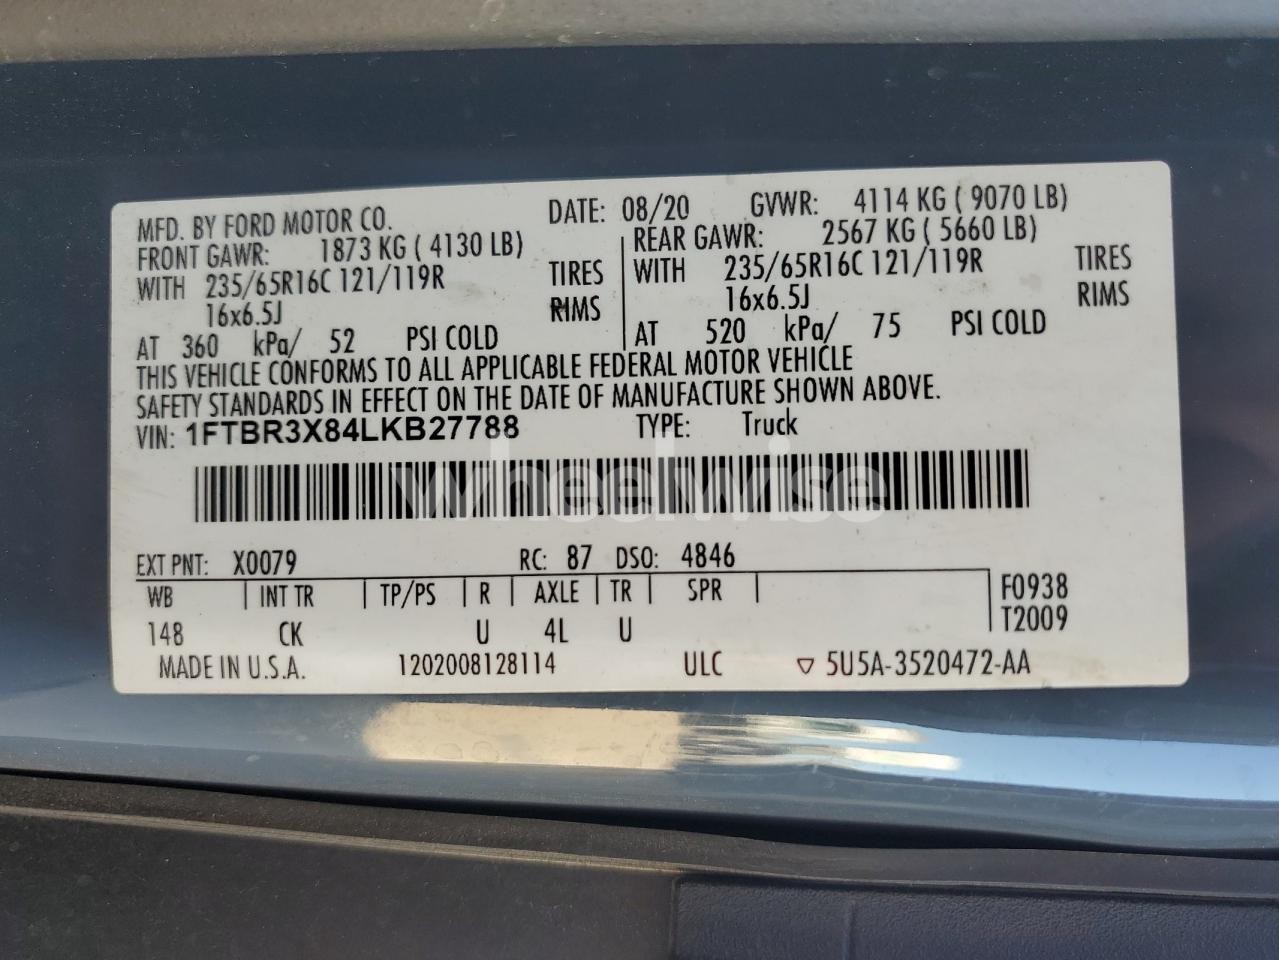 MFD. BY FORD MOTOR CO. DATE: 08/20 GVWR: 4114 KG ( 9070 LB)
FRONT GAWR: 1873 KG ( 4130 LB) REAR GAWR: 2567 KG ( 5660 LB)
WITH 235/65R16C 121/119R TIRES WITH 235/65R16C 121/119R TIRES
16x6.5J RIMS 16x6.5J RIMS
AT 360 kPa/ 52 PSI COLD AT 520 kPa/ 75 PSI COLD
THIS VEHICLE CONFORMS TO ALL APPLICABLE FEDERAL MOTOR VEHICLE
SAFETY STANDARDS IN EFFECT ON THE DATE OF MANUFACTURE SHOWN ABOVE.
VIN: 1FTBR3X84LKB27788 TYPE: Truck
wheelwise
EXT PNT: X0079 RC: 87 DSO: 4846
WB INT TR TP/PS R AXLE TR SPR F0938
T2009
148 CK U 4L U
MADE IN U.S.A. 1202008128114 ULC 5U5A-3520472-AA